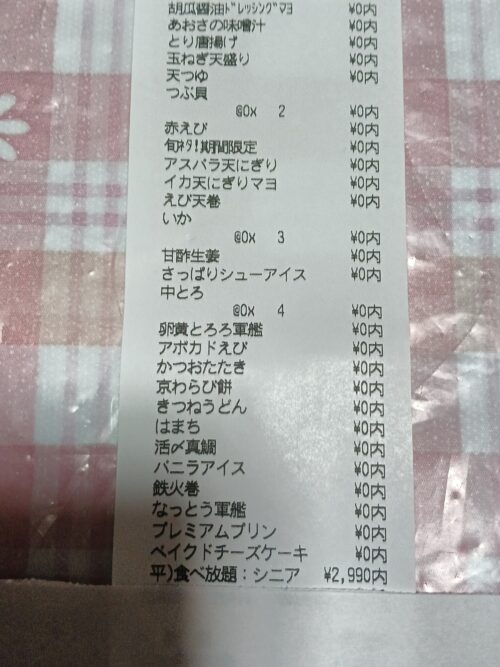 胡瓜醤油ﾄﾞﾚｯｼﾝｸﾞﾏﾖ ¥0内
あおさの味噌汁 ¥0内
とり唐揚げ ¥0内
玉ねぎ天盛り ¥0内
天つゆ ¥0内
つぶ貝
@0x 2 ¥0内
赤えび ¥0内
旬ﾈﾀ!期間限定 ¥0内
アスパラ天にぎり ¥0内
イカ天にぎりマヨ ¥0内
えび天巻 ¥0内
いか
@0x 3 ¥0内
甘酢生姜 ¥0内
さっぱりシューアイス ¥0内
中とろ
@0x 4 ¥0内
卵黄とろろ軍艦 ¥0内
アボカドえび ¥0内
かつおたたき ¥0内
京わらび餅 ¥0内
きつねうどん ¥0内
はまち ¥0内
活〆真鯛 ¥0内
バニラアイス ¥0内
鉄火巻 ¥0内
なっとう軍艦 ¥0内
プレミアムプリン ¥0内
ベイクドチーズケーキ ¥0内
平)食べ放題:シニア ¥2,990内